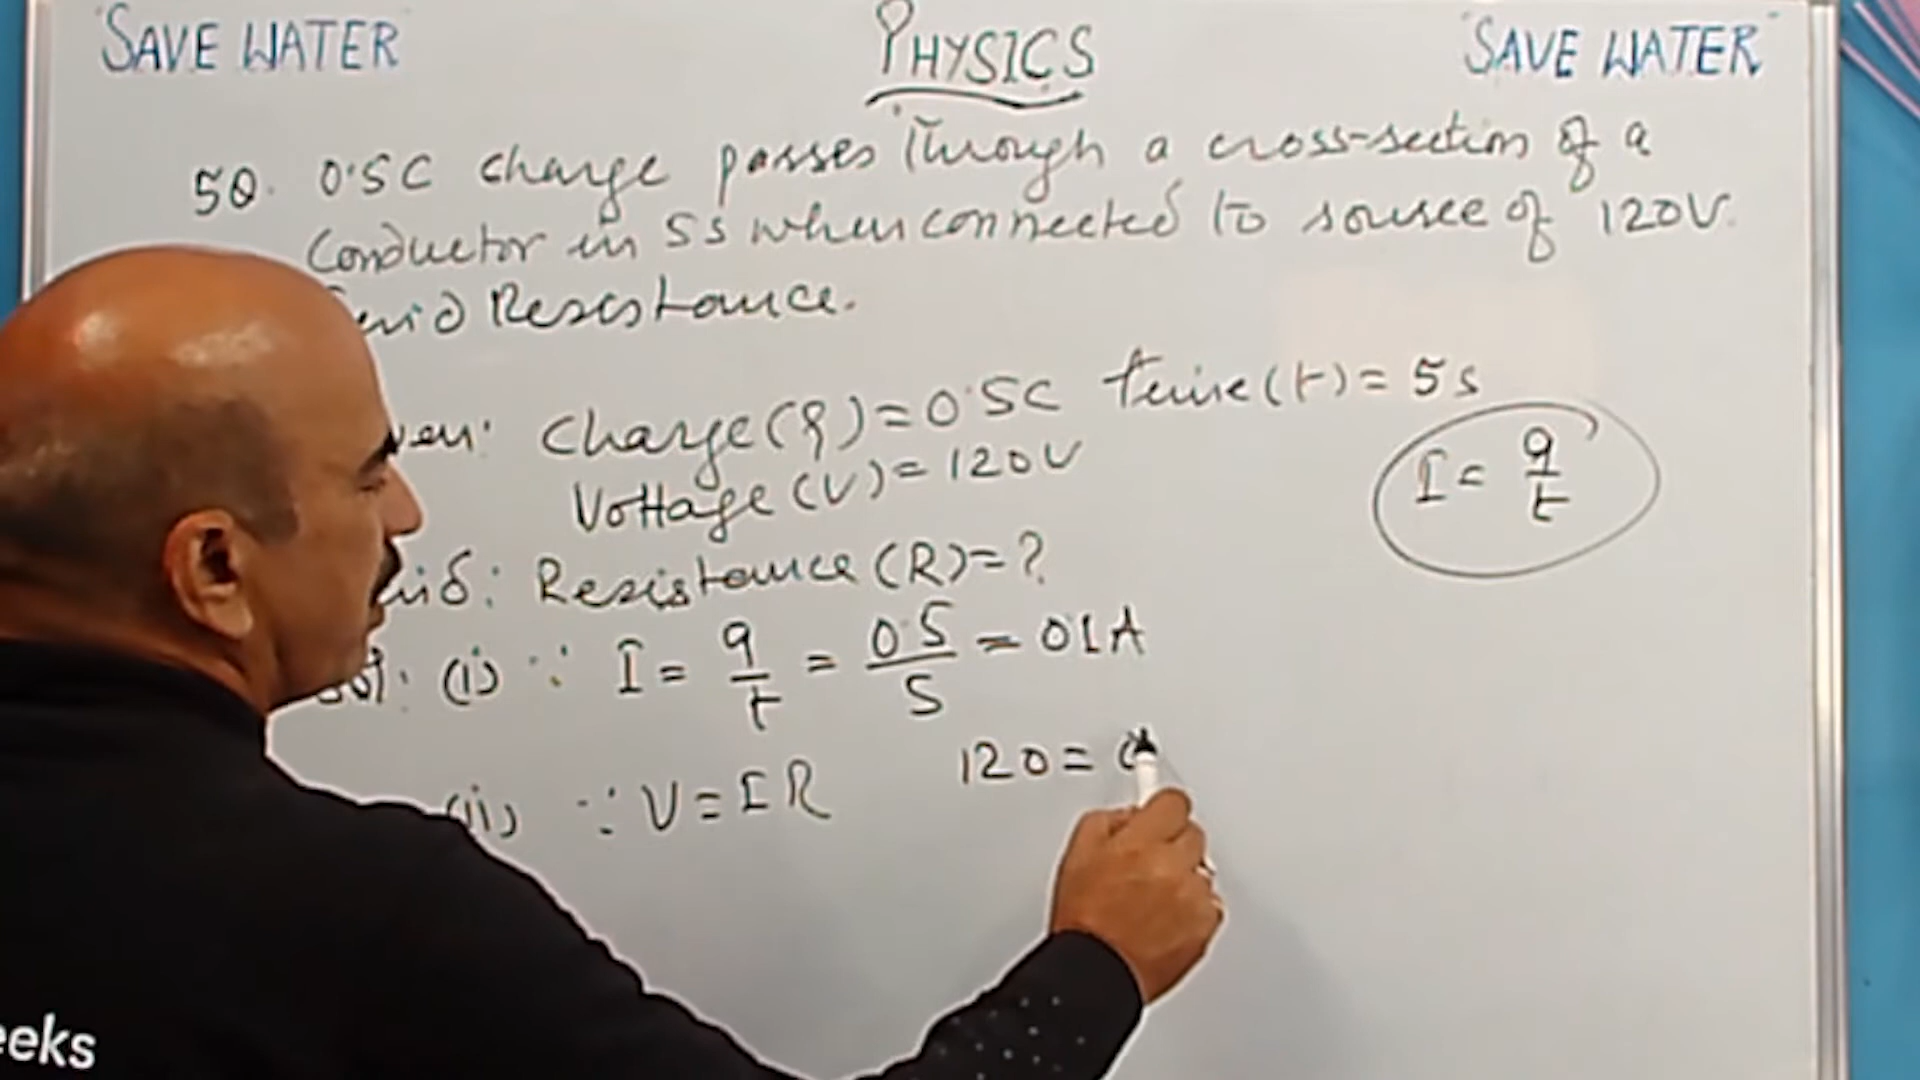 "SAVE WATER
PHYSICS
"SAVE WATER"
50. 0.5C charge passes Through a cross-section of a
Conductor in 5s when connected to source of 120V.
Resistance.
Charge(q)=0.5C time(t)=5s
Voltage(V)=120V
I= q/t
Resistance(R)=?
(i) ∵ I= q/t = 0.5/5 = 0.1A
120=
(ii) ∵ V=IR
eeks